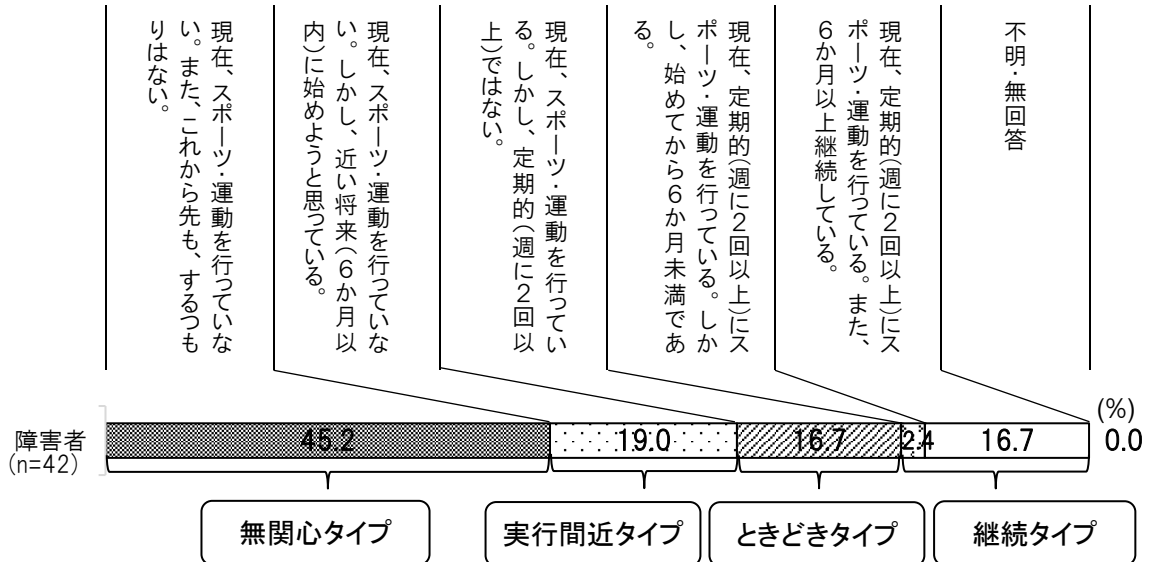 現在、スポーツ・運動を行っていな
い。また、これから先も、するつも
りはない。
現在、スポーツ・運動を行っていな
い。しかし、近い将来(6か月以
内)に始めようと思っている。
現在、スポーツ・運動を行ってい
る。しかし、定期的(週に2回以
上)ではない。
現在、定期的(週に2回以上)にス
ポーツ・運動を行っている。しか
し、始めてから6か月未満であ
る。
現在、定期的(週に2回以上)にス
ポーツ・運動を行っている。また、
6か月以上継続している。
不明・無回答
(%)
障害者
(n=42)
45.2
19.0
16.7
2.4
16.7
0.0
無関心タイプ
実行間近タイプ
ときどきタイプ
継続タイプ